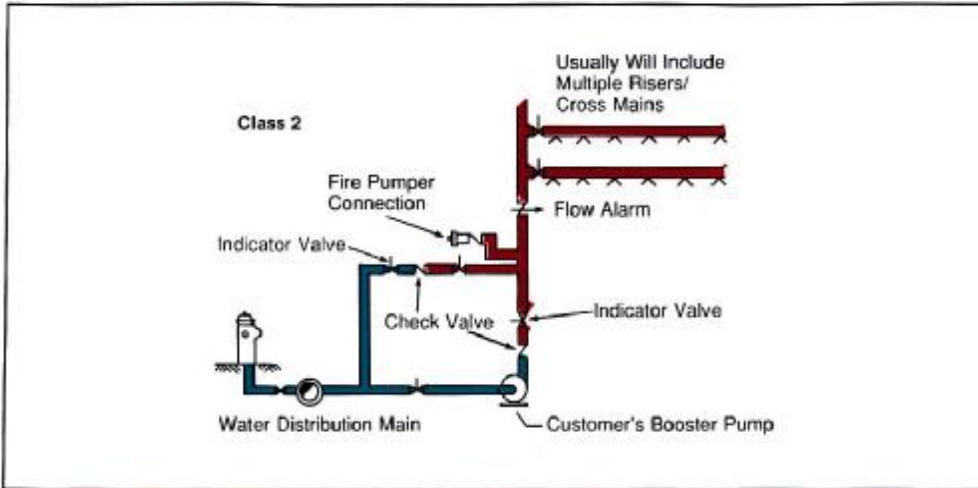 Usually Will Include
Multiple Risers/
Cross Mains
Class 2
Fire Pumper
Connection
Flow Alarm
Indicator Valve
Check Valve
Indicator Valve
Water Distribution Main
Customer's Booster Pump